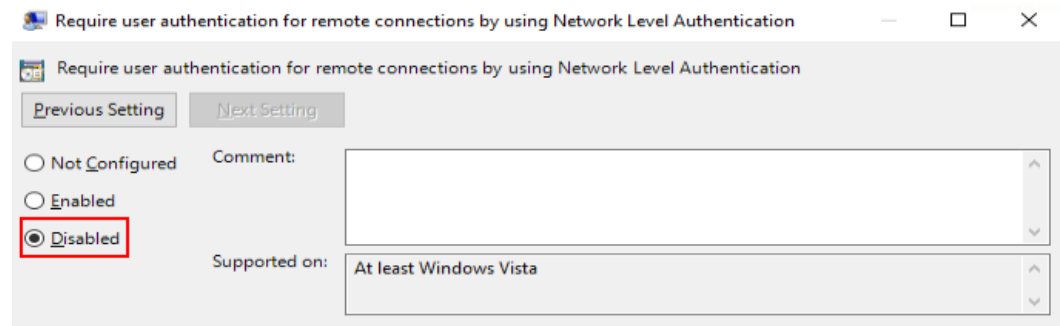 Require user authentication for remote connections by using Network Level Authentication
Require user authentication for remote connections by using Network Level Authentication
Previous Setting Next Setting
Not Configured Comment:
Enabled
Disabled
Supported on: At least Windows Vista